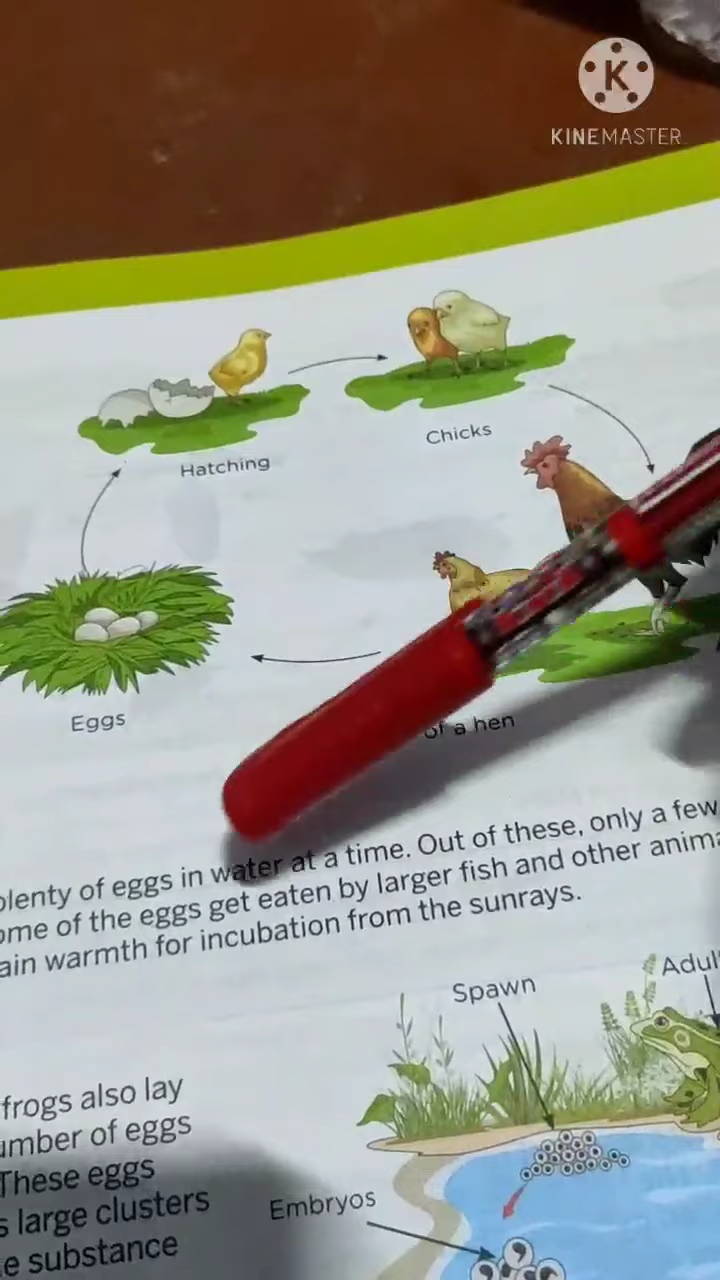 KINEMASTER
Chicks
Hatching
Eggs
of a hen
plenty of eggs in water at a time. Out of these, only a few
ome of the eggs get eaten by larger fish and other anima
ain warmth for incubation from the sunrays.
Spawn
Adul
frogs also lay
umber of eggs
These eggs
s large clusters
e substance
Embryos